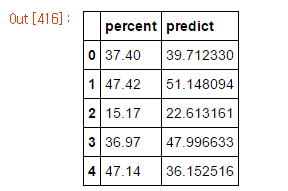 Out [416]:
percent predict
0 37.40 39.712330
1 47.42 51.148094
2 15.17 22.613161
3 36.97 47.996633
4 47.14 36.152516